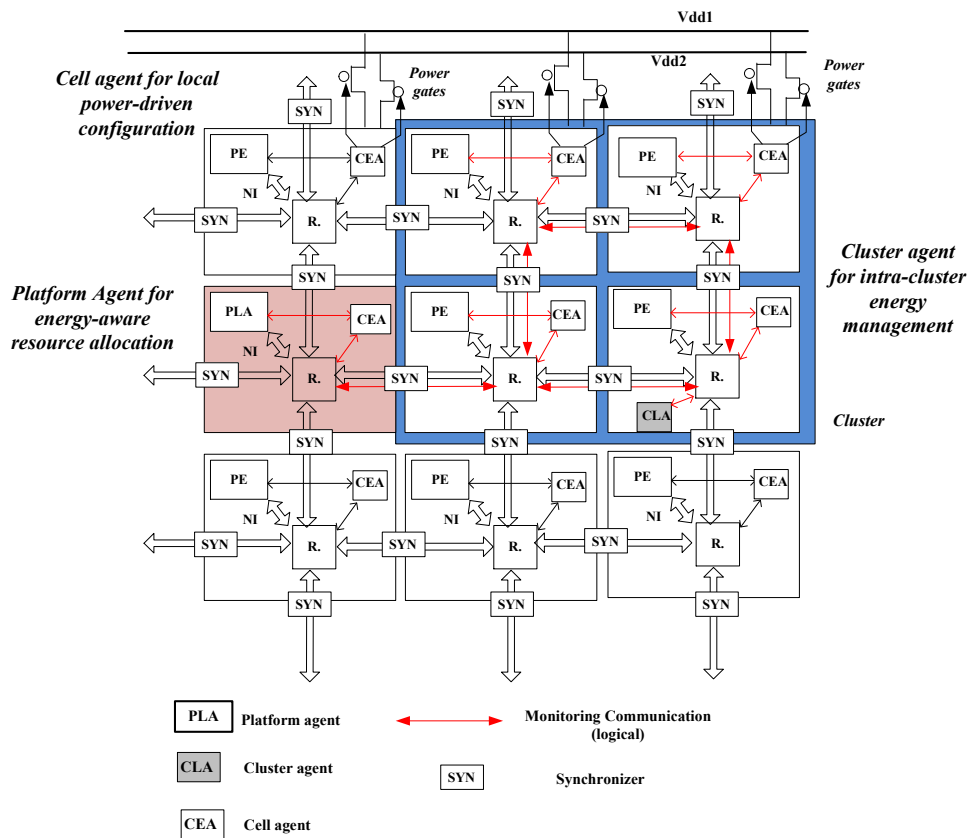 Vdd1
Vdd2
Cell agent for local
power-driven
configuration
Power
gates
Power
gates
SYN
SYN
SYN
PE
CEA
PE
CEA
PE
CEA
NI
NI
NI
SYN
R.
SYN
R.
SYN
R.
SYN
SYN
SYN
Platform Agent for
energy-aware
resource allocation
Cluster agent
for intra-cluster
energy
management
PLA
CEA
PE
CEA
PE
CEA
NI
NI
NI
SYN
R.
SYN
R.
SYN
R.
CLA
Cluster
SYN
SYN
SYN
PE
CEA
PE
CEA
PE
CEA
NI
NI
NI
SYN
R.
SYN
R.
SYN
R.
SYN
SYN
SYN
PLA
Platform agent
Monitoring Communication
(logical)
CLA
Cluster agent
SYN
Synchronizer
CEA
Cell agent